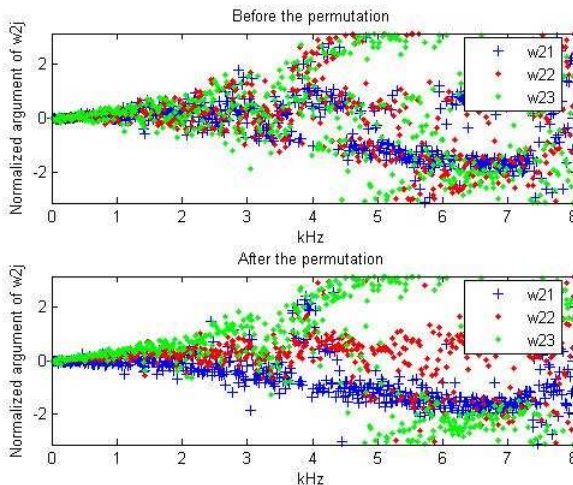 Before the permutation
Normalized argument of w2j
2
0
-2
w21
w22
w23
0 1 2 3 4 5 6 7 8
kHz
After the permutation
Normalized argument of w2j
2
0
-2
w21
w22
w23
0 1 2 3 4 5 6 7 8
kHz